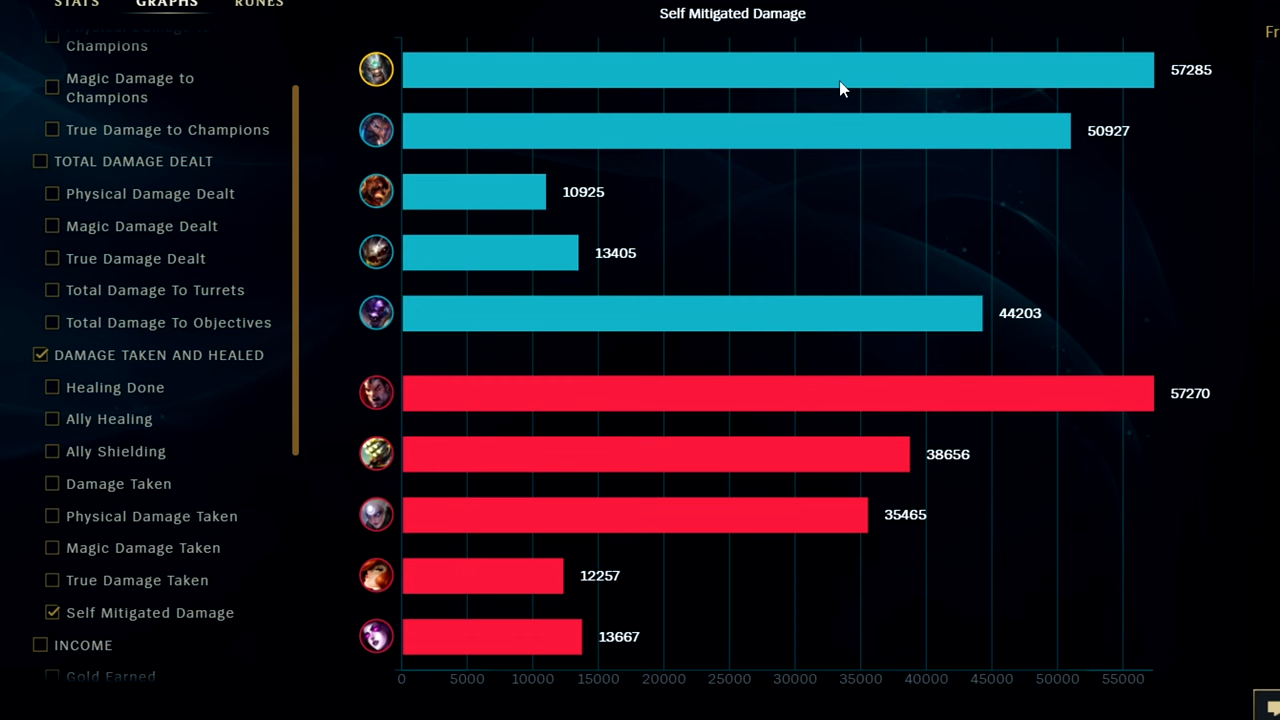 STATS GRAPHS RUNES
Self Mitigated Damage
Fr
Physical Damage to
Champions
Magic Damage to
Champions
True Damage to Champions
TOTAL DAMAGE DEALT
Physical Damage Dealt
Magic Damage Dealt
True Damage Dealt
Total Damage To Turrets
Total Damage To Objectives
DAMAGE TAKEN AND HEALED
Healing Done
Ally Healing
Ally Shielding
Damage Taken
Physical Damage Taken
Magic Damage Taken
True Damage Taken
Self Mitigated Damage
INCOME
Gold Earned
57285
50927
10925
13405
44203
57270
38656
35465
12257
13667
0 5000 10000 15000 20000 25000 30000 35000 40000 45000 50000 55000